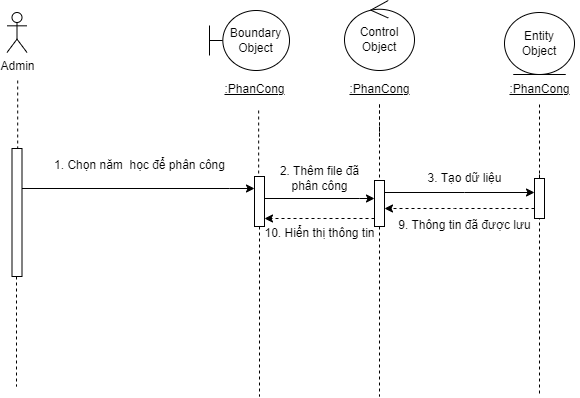 Boundary
Object
Control
Object
Entity
Object
Admin
:PhanCong
:PhanCong
:PhanCong
1. Chọn năm  học để phân công
2. Thêm file đã
phân công
3. Tạo dữ liệu
9. Thông tin đã được lưu
10. Hiển thị thông tin